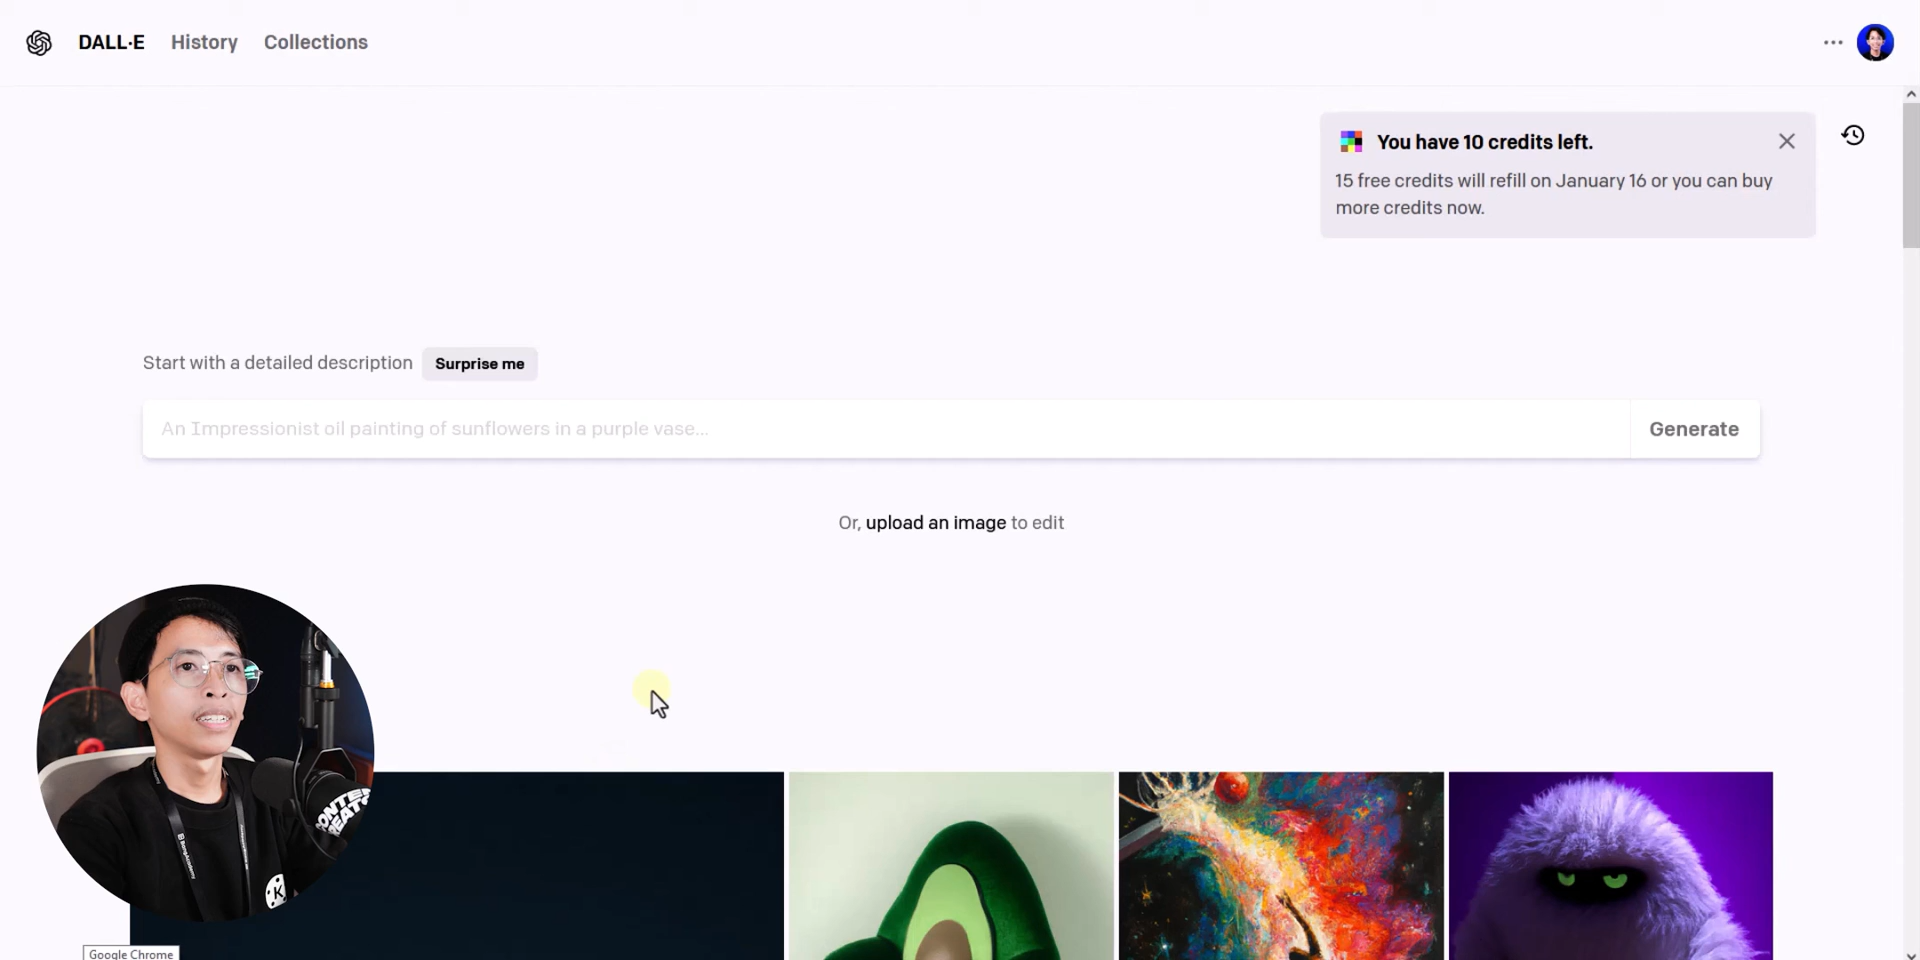 DALL·E History Collections
You have 10 credits left.
15 free credits will refill on January 16 or you can buy
more credits now.
Start with a detailed description Surprise me
An Impressionist oil painting of sunflowers in a purple vase...
Generate
Or, upload an image to edit
K
Google Chrome